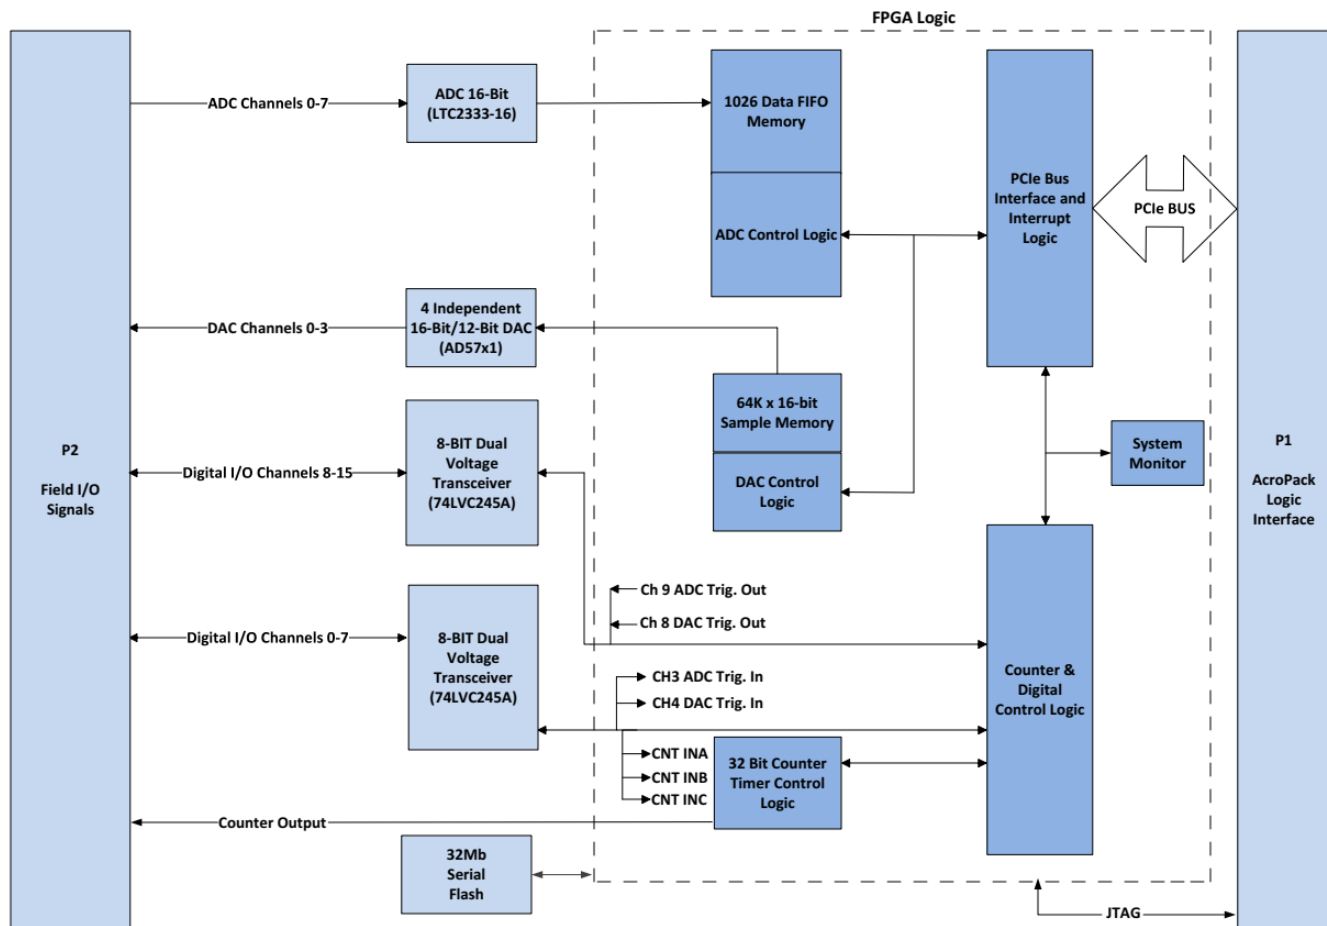 FPGA Logic
ADC Channels 0-7
ADC 16-Bit
(LTC2333-16)
1026 Data FIFO
Memory
ADC Control Logic
PCIe Bus
Interface and
Interrupt
Logic
PCIe BUS
DAC Channels 0-3
4 Independent
16-Bit/12-Bit DAC
(AD57x1)
64K x 16-bit
Sample Memory
DAC Control
Logic
System
Monitor
P2
Field I/O
Signals
P1
AcroPack
Logic
Interface
Digital I/O Channels 8-15
8-BIT Dual
Voltage
Transceiver
(74LVC245A)
Ch 9 ADC Trig. Out
Ch 8 DAC Trig. Out
Digital I/O Channels 0-7
8-BIT Dual
Voltage
Transceiver
(74LVC245A)
CH3 ADC Trig. In
CH4 DAC Trig. In
Counter &
Digital
Control Logic
CNT INA
CNT INB
CNT INC
32 Bit Counter
Timer Control
Logic
Counter Output
32Mb
Serial
Flash
JTAG